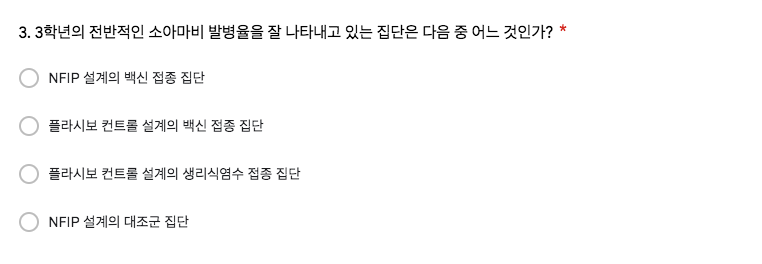 3. 3학년의 전반적인 소아마비 발병율을 잘 나타내고 있는 집단은 다음 중 어느 것인가? *
NFIP 설계의 백신 접종 집단
플라시보 컨트롤 설계의 백신 접종 집단
플라시보 컨트롤 설계의 생리식염수 접종 집단
NFIP 설계의 대조군 집단